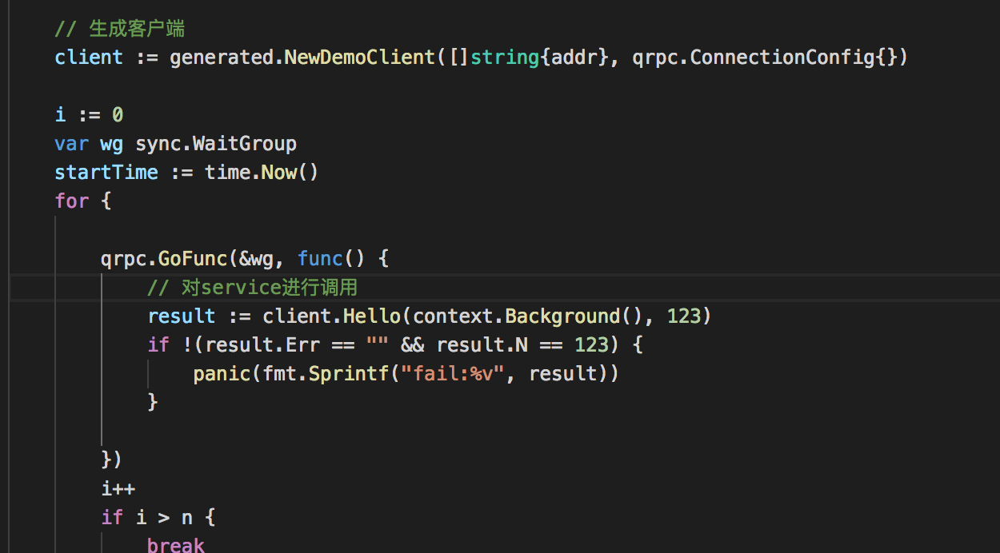 // 生成客户端
client := generated.NewDemoClient([]string{addr}, qrpc.ConnectionConfig{})
i := 0
var wg sync.WaitGroup
startTime := time.Now()
for {
qrpc.GoFunc(&wg, func() {
// 对service进行调用
result := client.Hello(context.Background(), 123)
if !(result.Err == "" && result.N == 123) {
panic(fmt.Sprintf("fail:%v", result))
}
})
i++
if i > n {
break